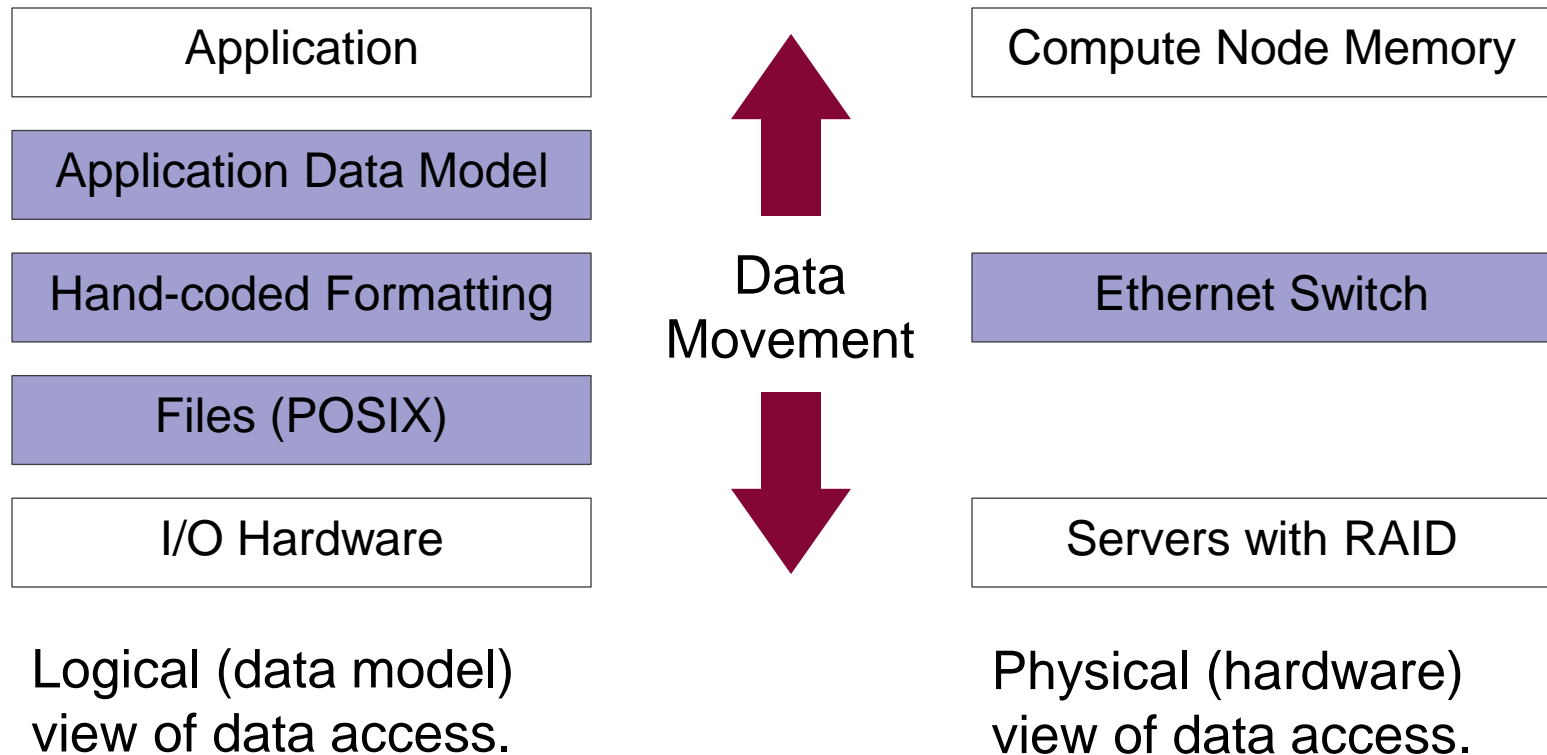 Application
Application Data Model
Hand-coded Formatting
Files (POSIX)
I/O Hardware
Logical (data model)
view of data access.
Data
Movement
Compute Node Memory
Ethernet Switch
Servers with RAID
Physical (hardware)
view of data access.